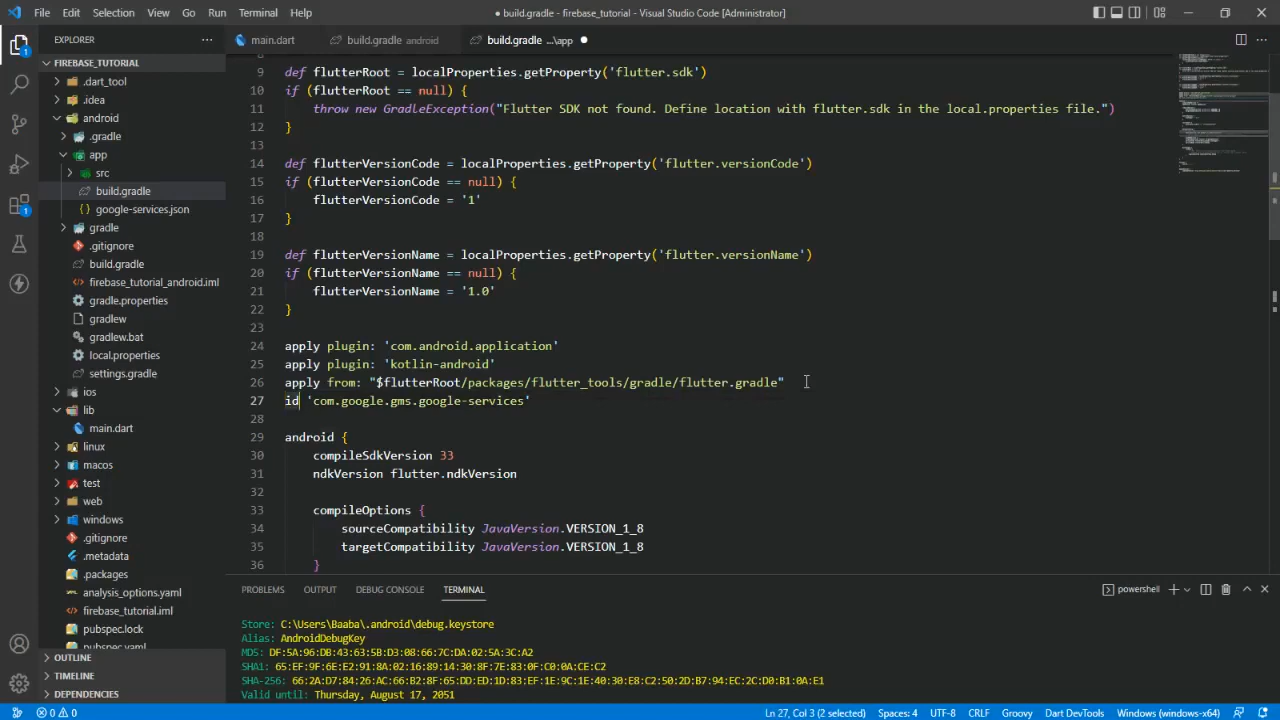 File Edit Selection View Go Run Terminal Help
● build.gradle - firebase_tutorial - Visual Studio Code [Administrator]
EXPLORER
main.dart
build.gradle android
build.gradle ...\app
FIREBASE_TUTORIAL
.dart_tool
.idea
android
.gradle
app
src
build.gradle
google-services.json
gradle
.gitignore
build.gradle
firebase_tutorial_android.iml
gradle.properties
gradlew
gradlew.bat
local.properties
settings.gradle
ios
lib
main.dart
linux
macos
test
web
windows
.gitignore
.metadata
.packages
analysis_options.yaml
firebase_tutorial.iml
pubspec.lock
pubspec.yaml
OUTLINE
TIMELINE
DEPENDENCIES
1
1
8
9 def flutterRoot = localProperties.getProperty('flutter.sdk')
10 if (flutterRoot == null) {
11 throw new GradleException("Flutter SDK not found. Define location with flutter.sdk in the local.properties file.")
12 }
13
14 def flutterVersionCode = localProperties.getProperty('flutter.versionCode')
15 if (flutterVersionCode == null) {
16 flutterVersionCode = '1'
17 }
18
19 def flutterVersionName = localProperties.getProperty('flutter.versionName')
20 if (flutterVersionName == null) {
21 flutterVersionName = '1.0'
22 }
23
24 apply plugin: 'com.android.application'
25 apply plugin: 'kotlin-android'
26 apply from: "$flutterRoot/packages/flutter_tools/gradle/flutter.gradle"
27 id 'com.google.gms.google-services'
28
29 android {
30 compileSdkVersion 33
31 ndkVersion flutter.ndkVersion
32
33 compileOptions {
34 sourceCompatibility JavaVersion.VERSION_1_8
35 targetCompatibility JavaVersion.VERSION_1_8
36 }
PROBLEMS OUTPUT DEBUG CONSOLE TERMINAL
powershell
Store: C:\Users\Baaba\.android\debug.keystore
Alias: AndroidDebugKey
MD5: DF:5A:96:DB:43:63:5B:D3:08:66:7C:DA:02:5A:3C:A2
SHA1: 65:EF:9F:6E:E2:91:8A:02:16:89:14:30:8F:7E:83:0F:C0:0A:CE:C2
SHA-256: 66:2A:D7:84:26:AC:66:B2:8F:65:DD:ED:1D:83:EF:1E:9C:1E:40:30:E8:C2:50:2D:B7:94:EC:2C:D0:B1:0A:E1
Valid until: Thursday, August 17, 2051
0 0
Ln 27, Col 3 (2 selected) Spaces: 4 UTF-8 CRLF Groovy Dart DevTools Windows (windows-x64)